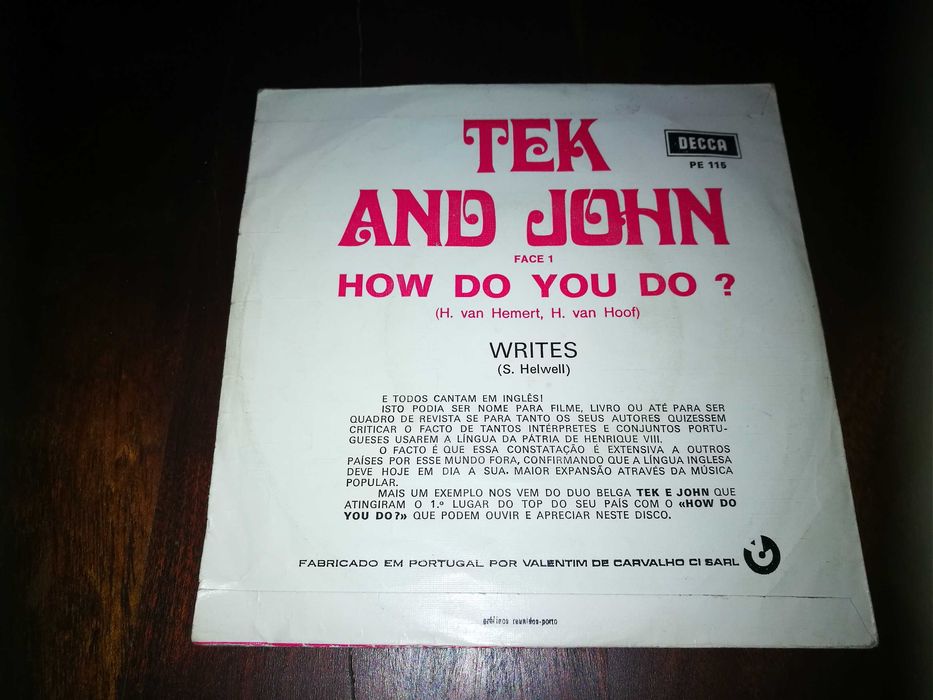 TEK
DECCA
PE 115
AND JOHN
FACE 1
HOW DO YOU DO ?
(H. van Hemert, H. van Hoof)
WRITES
(S. Helwell)
E TODOS CANTAM EM INGLÊS!
ISTO PODIA SER NOME PARA FILME, LIVRO OU ATÉ PARA SER
QUADRO DE REVISTA SE PARA TANTO OS SEUS AUTORES QUIZESSEM
CRITICAR O FACTO DE TANTOS INTÉRPRETES E CONJUNTOS PORTU-
GUESES USAREM A LÍNGUA DA PÁTRIA DE HENRIQUE VIII.
O FACTO É QUE ESSA CONSTATAÇÃO É EXTENSIVA A OUTROS
PAÍSES POR ESSE MUNDO FORA, CONFIRMANDO QUE A LÍNGUA INGLESA
DEVE HOJE EM DIA A SUA. MAIOR EXPANSÃO ATRAVÉS DA MÚSICA
POPULAR.
MAIS UM EXEMPLO NOS VEM DO DUO BELGA TEK E JOHN QUE
ATINGIRAM O 1.º LUGAR DO TOP DO SEU PAÍS COM O «HOW DO
YOU DO?» QUE PODEM OUVIR E APRECIAR NESTE DISCO.
FABRICADO EM PORTUGAL POR VALENTIM DE CARVALHO CI SARL
gráficos reunidos-porto